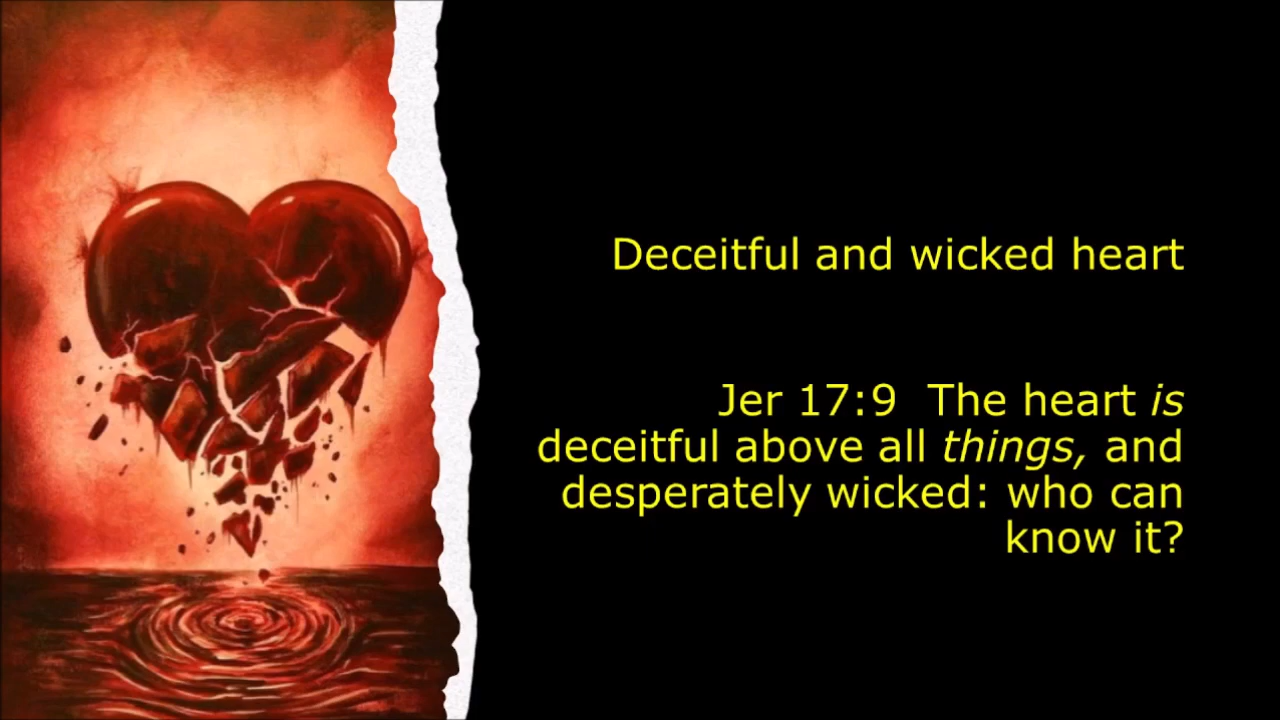 Deceitful and wicked heart
Jer 17:9  The heart is
deceitful above all things, and
desperately wicked: who can
know it?